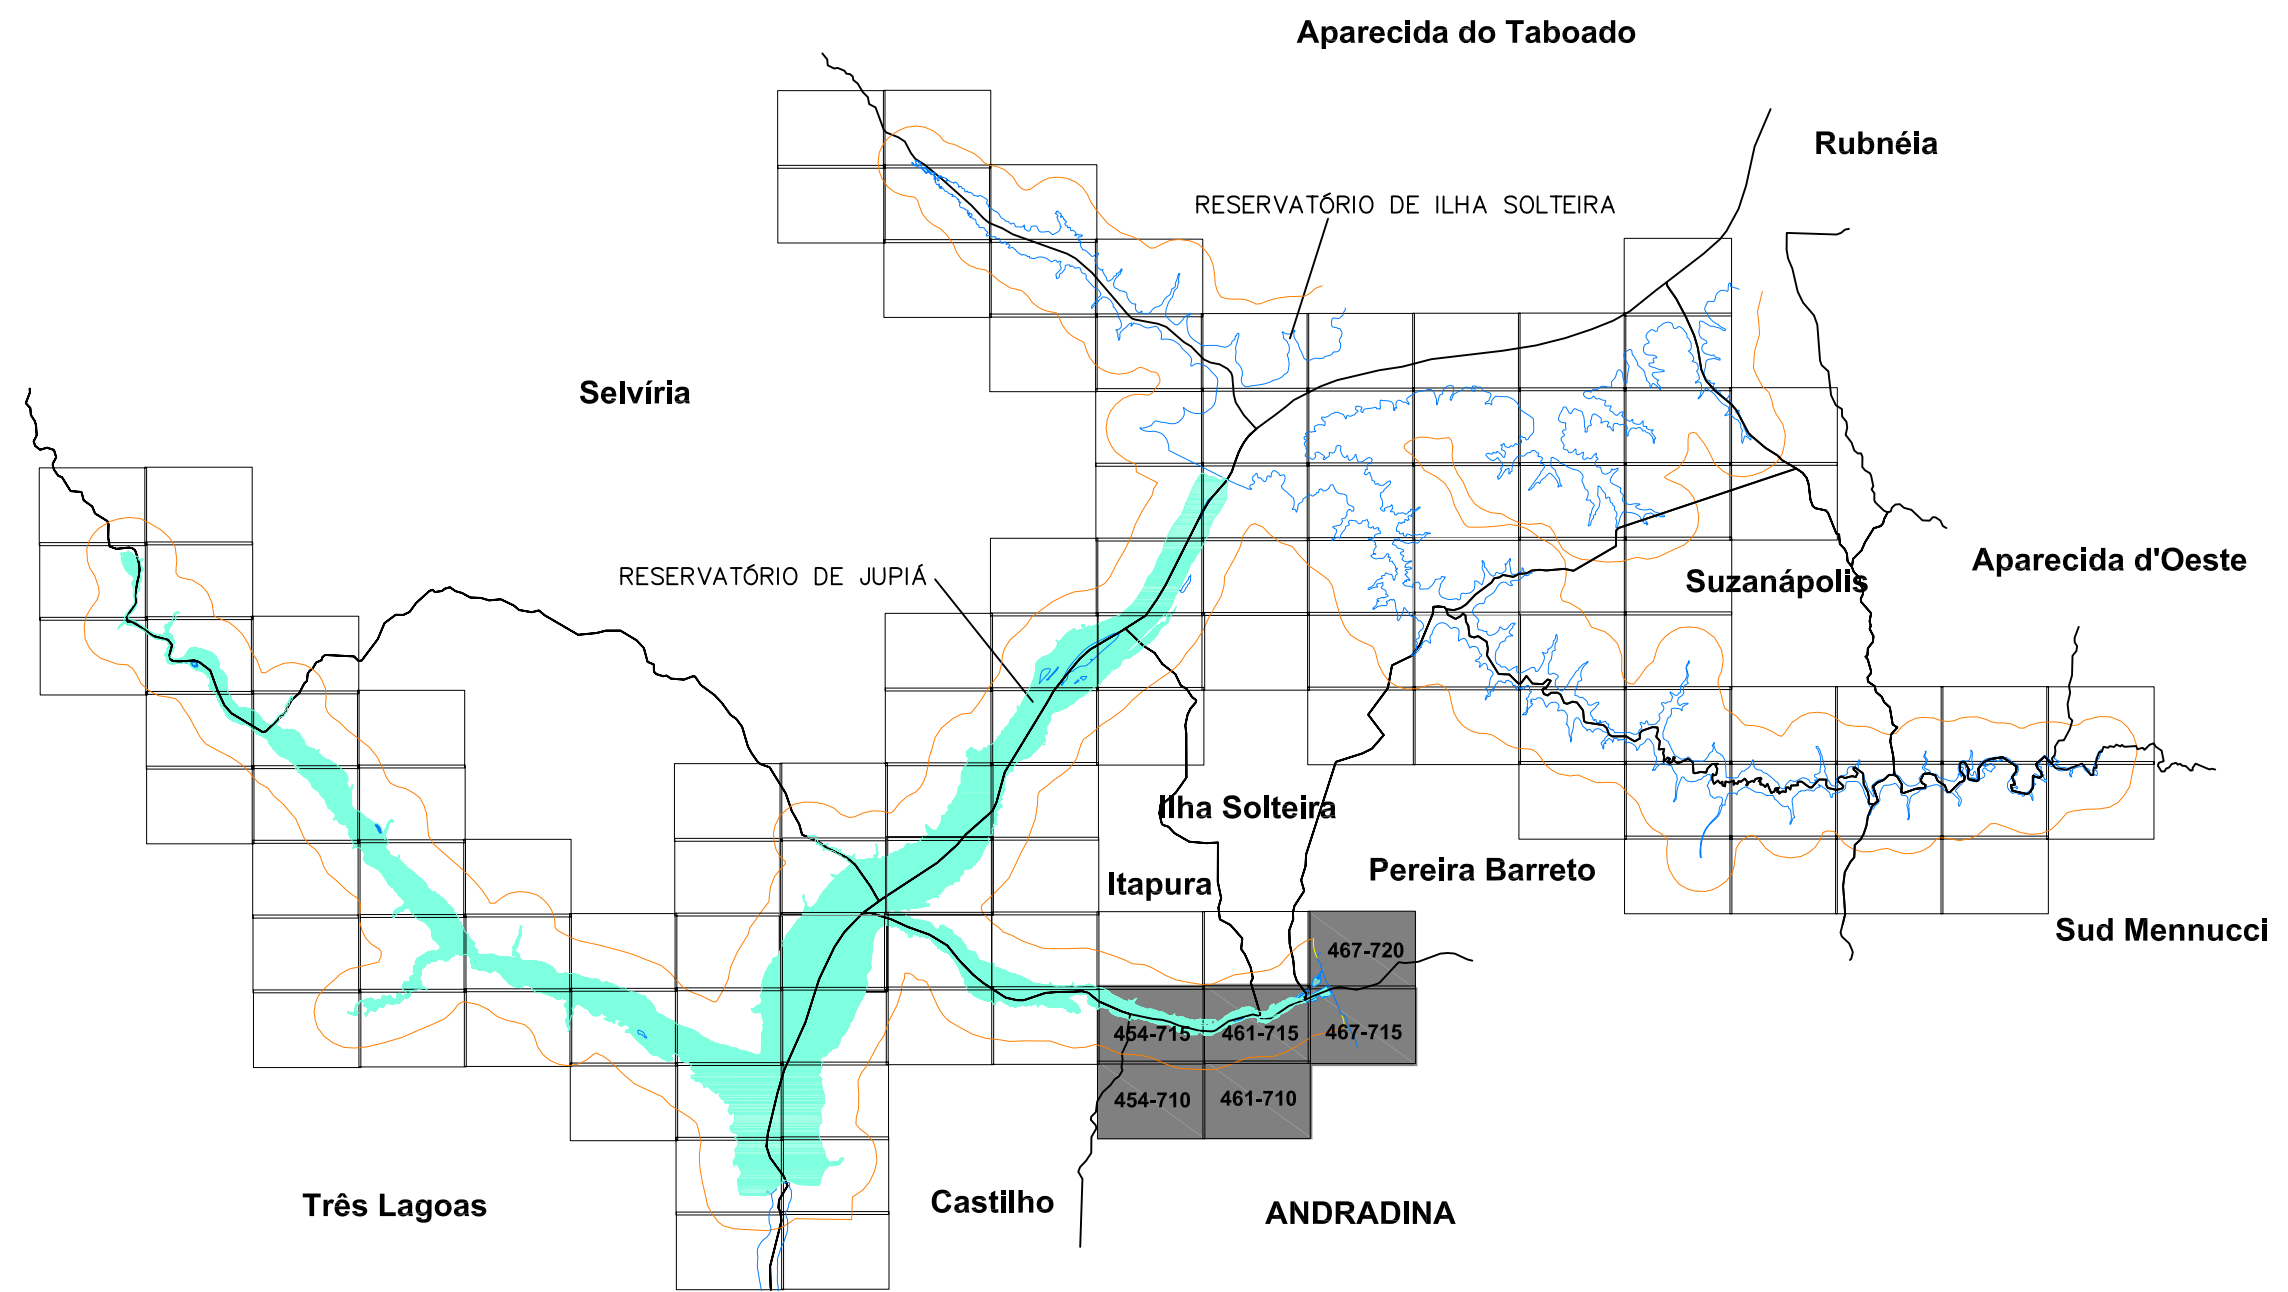 Aparecida do Taboado
Rubnéia
RESERVATÓRIO DE ILHA SOLTEIRA
Selvíria
Aparecida d'Oeste
RESERVATÓRIO DE JUPIÁ
Suzanápolis
Ilha Solteira
Pereira Barreto
Itapura
Sud Mennucci
467-720
454-715
461-715
467-715
454-710
461-710
Três Lagoas
Castilho
ANDRADINA